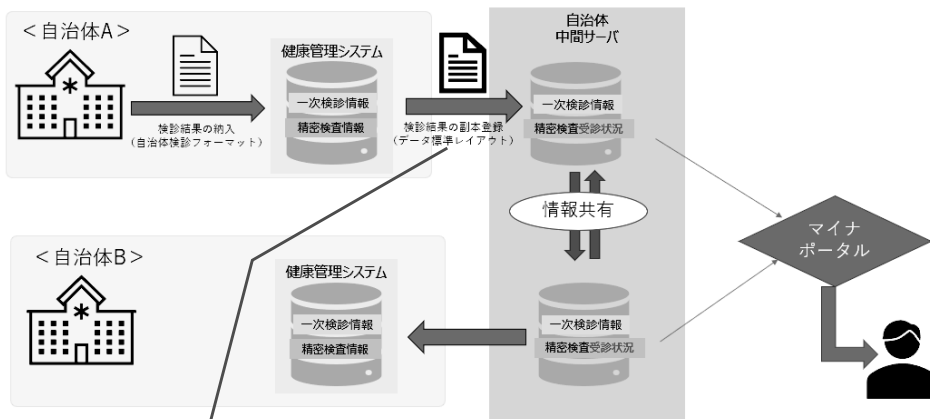 ＜自治体A＞
健康管理システム
一次検診情報
精密検査情報
検診結果の納入
（自治体検診フォーマット）
検診結果の副本登録
（データ標準レイアウト）
自治体
中間サーバ
一次検診情報
精密検査受診状況
情報共有
マイナ
ポータル
＜自治体B＞
健康管理システム
一次検診情報
精密検査情報
一次検診情報
精密検査受診状況